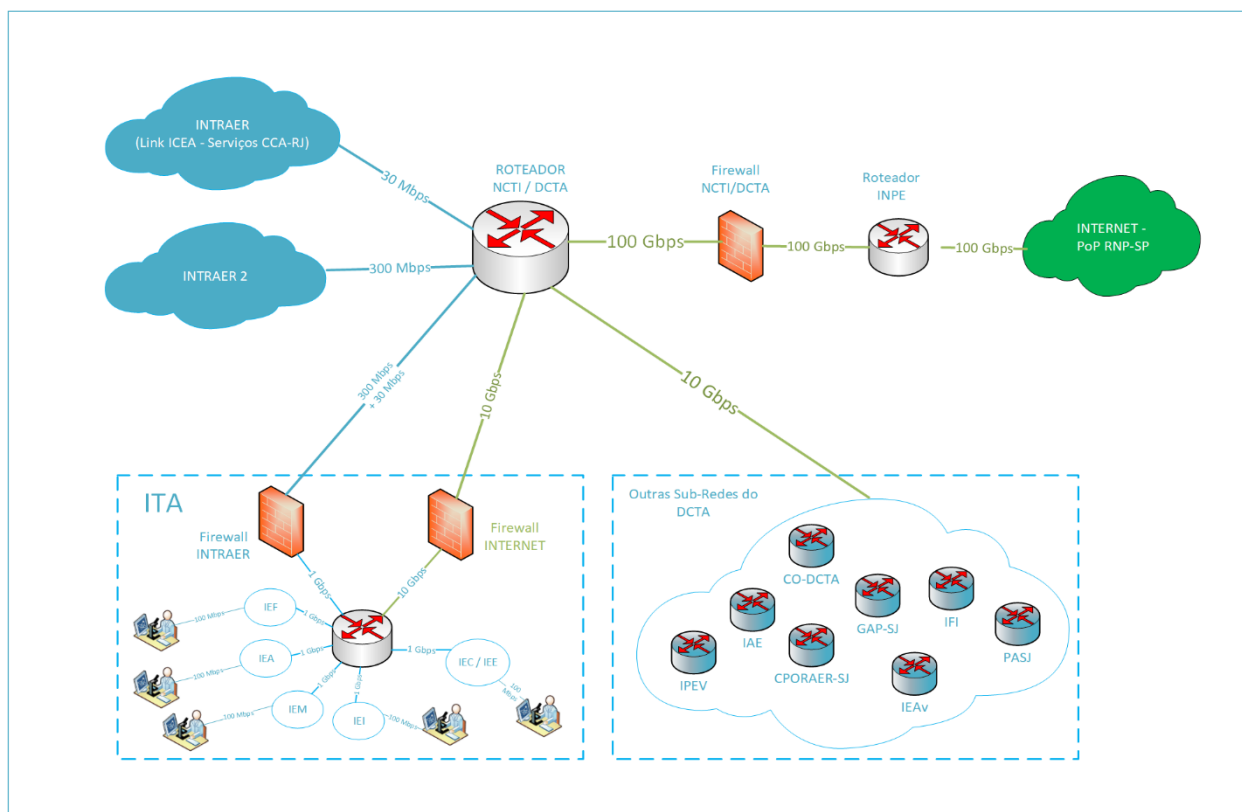 INTRAER
(Link ICEA - Serviços CCA-RJ)
30 Mbps
ROTEADOR
NCTI / DCTA
Firewall
NCTI/DCTA
Roteador
INPE
100 Gbps
100 Gbps
100 Gbps
INTERNET -
PoP RNP-SP
INTRAER 2
300 Mbps
300 Mbps
+ 30 Mbps
10 Gbps
10 Gbps
ITA
Firewall
INTRAER
Firewall
INTERNET
1 Gbps
10 Gbps
100 Mbps
IEF
1 Gbps
100 Mbps
IEA
1 Gbps
100 Mbps
IEM
1 Gbps
IEI
1 Gbps
100 Mbps
1 Gbps
IEC / IEE
100
Mbps
Outras Sub-Redes do
DCTA
CO-DCTA
IAE
GAP-SJ
IFI
PASJ
IPEV
CPORAER-SJ
IEAv